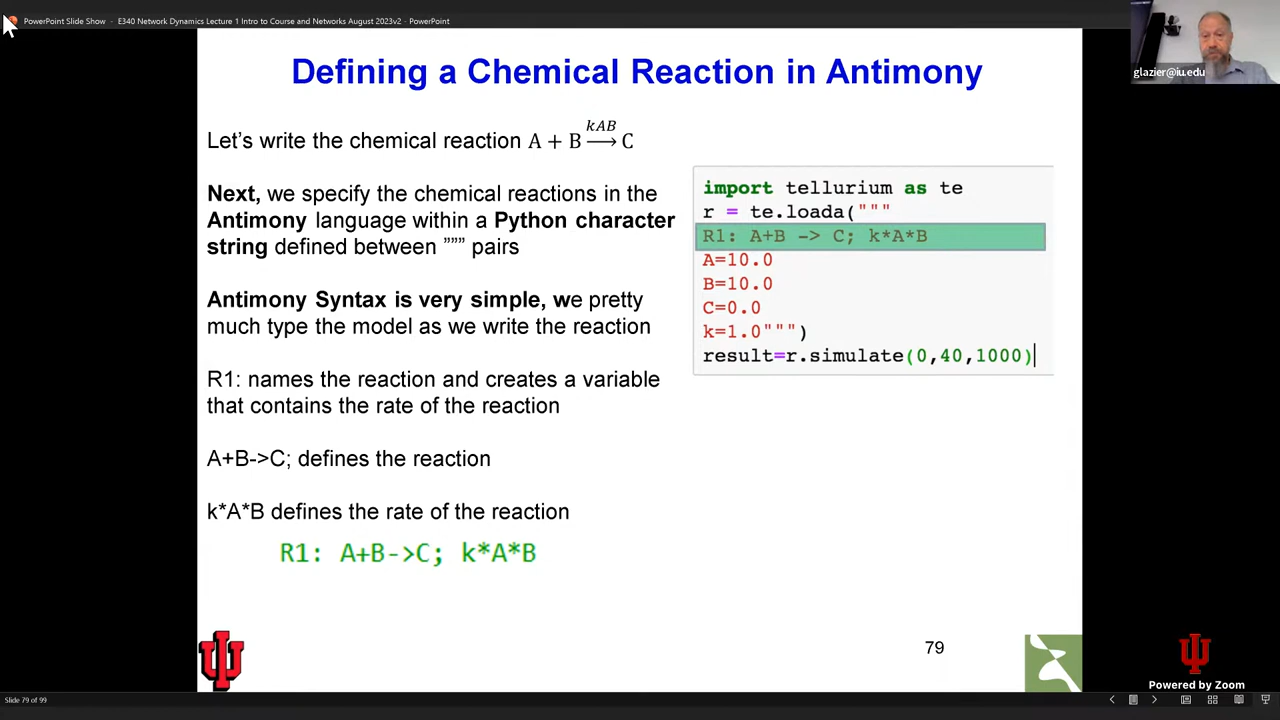 PowerPoint Slide Show - E340 Network Dynamics Lecture 1 Intro to Course and Networks August 2023v2 - PowerPoint
glazier@iu.edu
Defining a Chemical Reaction in Antimony
Let's write the chemical reaction A + B kAB ⟶ C
Next, we specify the chemical reactions in the
Antimony language within a Python character
string defined between """ pairs
Antimony Syntax is very simple, we pretty
much type the model as we write the reaction
R1: names the reaction and creates a variable
that contains the rate of the reaction
A+B->C; defines the reaction
k*A*B defines the rate of the reaction
R1: A+B->C; k*A*B
import tellurium as te
r = te.loada("""
R1: A+B -> C; k*A*B
A=10.0
B=10.0
C=0.0
k=1.0""")
result=r.simulate(0,40,1000)
79
Powered by Zoom
Slide 79 of 99